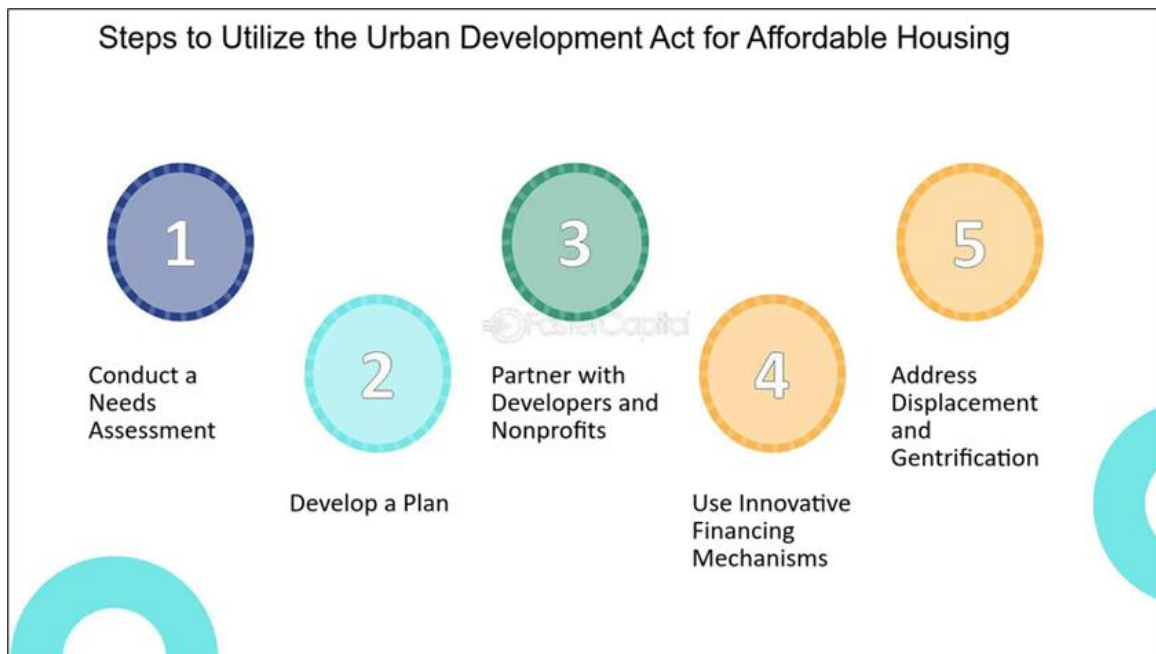 Steps to Utilize the Urban Development Act for Affordable Housing
1
Conduct a
Needs
Assessment
2
Develop a Plan
3
Partner with
Developers and
Nonprofits
FasterCapital
4
Use Innovative
Financing
Mechanisms
5
Address
Displacement
and
Gentrification